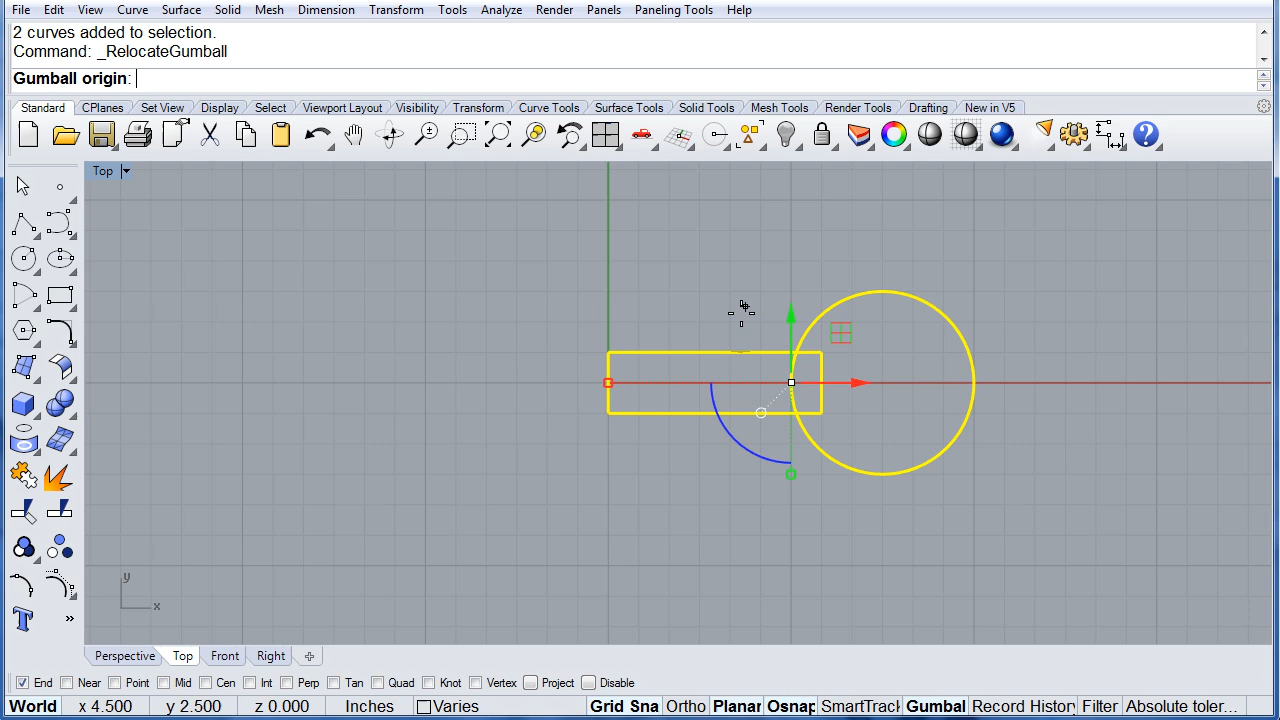 File Edit View Curve Surface Solid Mesh Dimension Transform Tools Analyze Render Panels Paneling Tools Help
2 curves added to selection.
Command: _RelocateGumball
Gumball origin:
Standard CPlanes Set View Display Select Viewport Layout Visibility Transform Curve Tools Surface Tools Solid Tools Mesh Tools Render Tools Drafting New in V5
Top
T
y
x
Perspective Top Front Right
End Near Point Mid Cen Int Perp Tan Quad Knot Vertex Project Disable
World x 4.500 y 2.500 z 0.000 Inches Varies Grid Sna Ortho Planar Osnap SmartTrack Gumbal Record History Filter Absolute toler...